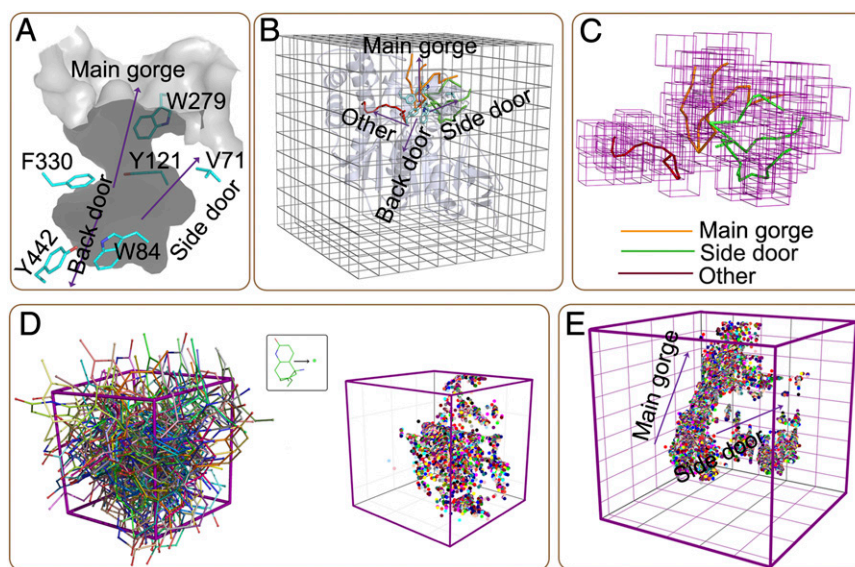 A
Main gorge
W279
F330
Y121
V71
Back door
Side door
Y442
W84
B
Main gorge
Other
Back door
Side door
C
Main gorge
Side door
Other
D
E
Main gorge
Side door